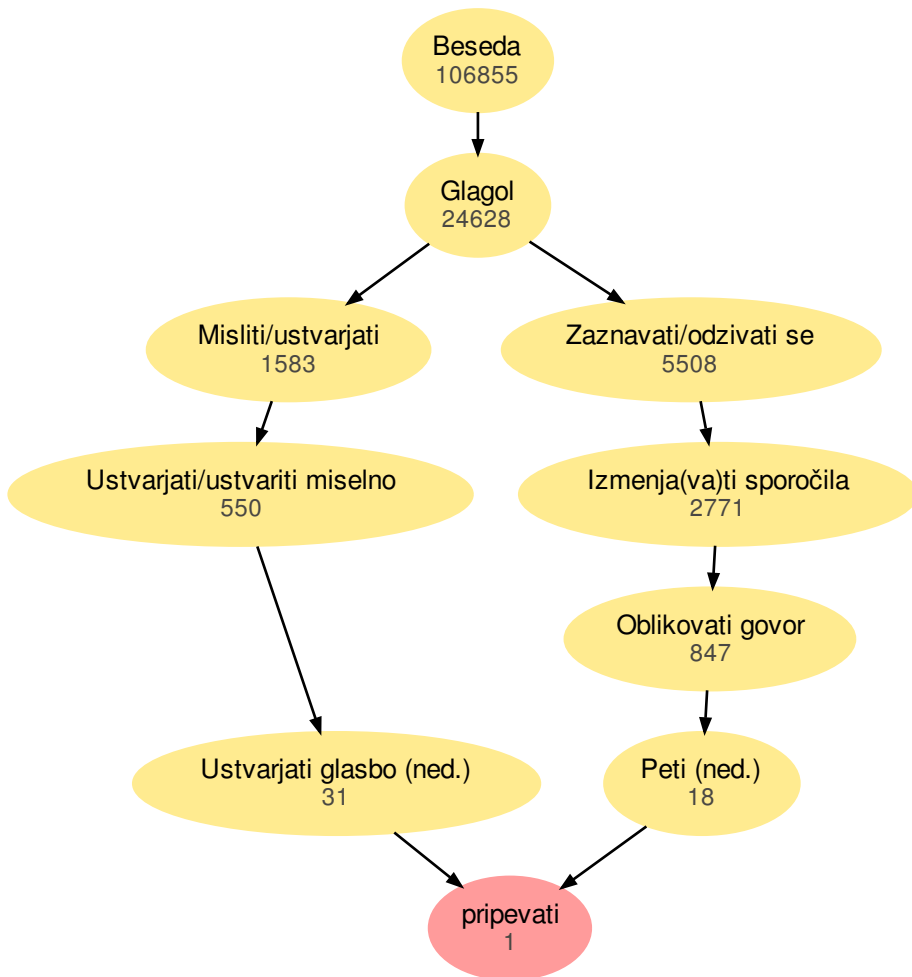 Beseda
106855
Glagol
24628
Misliti/ustvarjati
1583
Zaznavati/odzivati se
5508
Ustvarjati/ustvariti miselno
550
Izmenja(va)ti sporočila
2771
Oblikovati govor
847
Ustvarjati glasbo (ned.)
31
Peti (ned.)
18
pripevati
1